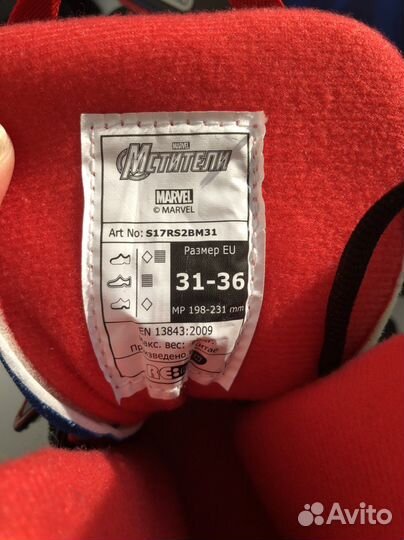 MARVEL
МСТИТЕЛИ
MARVEL
© MARVEL
Art No: S17RS2BM31
Размер EU
31-36
MP 198-231 mm
EN 13843:2009
вес:
Avito